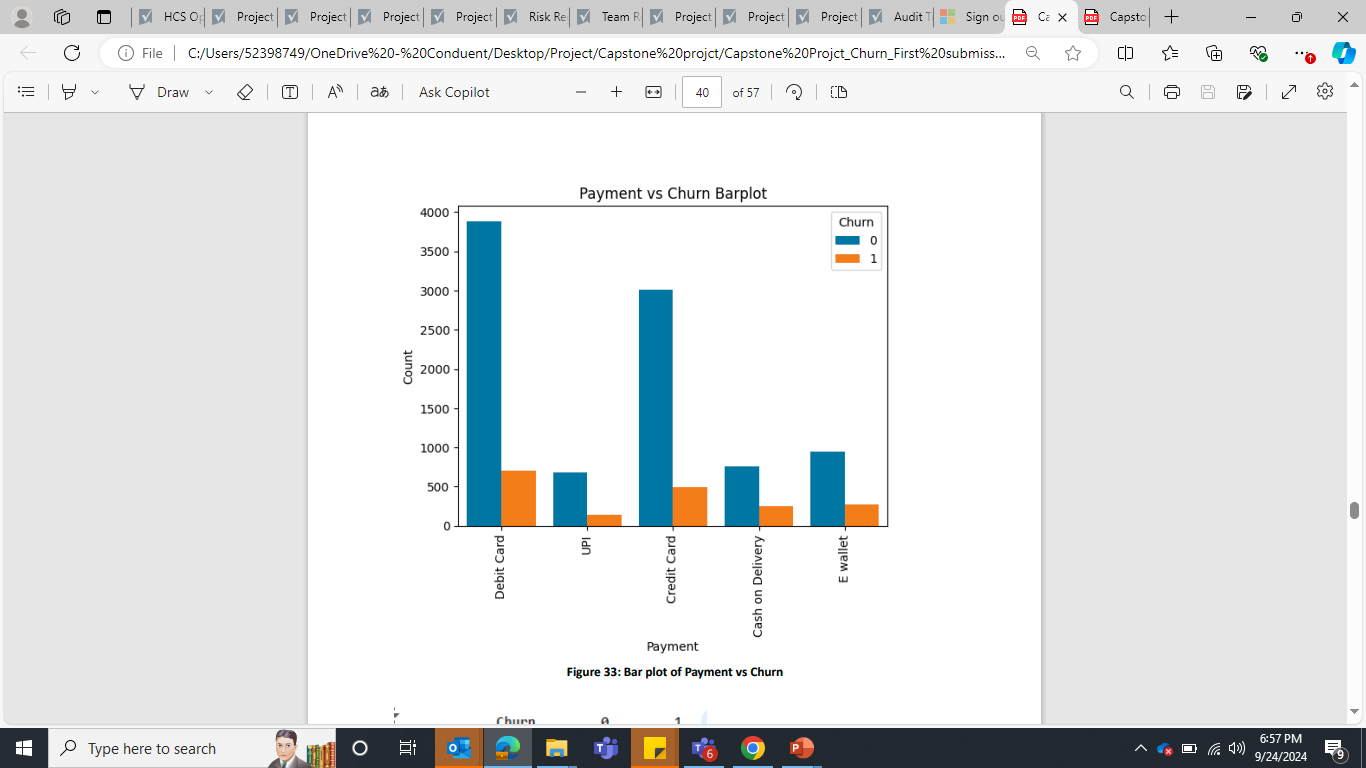 HCS Op
Project
Project
Project
Project
Risk Re
Team R
Project
Project
Project
Audit T
Sign ou
Ca
Capsto
File
C:/Users/52398749/OneDrive%20-%20Conduent/Desktop/Project/Capstone%20projct/Capstone%20Projct_Churn_First%20submiss...
Draw
Ask Copilot
40 of 57
Payment vs Churn Barplot
Churn
0
1
4000
3500
3000
2500
2000
1500
1000
500
0
Count
Debit Card
UPI
Credit Card
Cash on Delivery
E wallet
Payment
Figure 33: Bar plot of Payment vs Churn
Churn 0 1
Type here to search
6
6:57 PM
9/24/2024
9